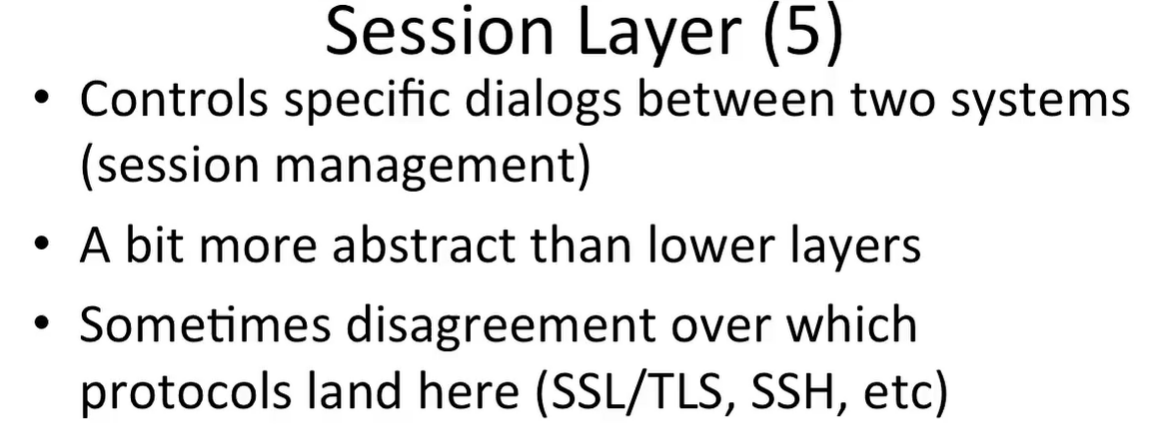 Session Layer (5)
• Controls specific dialogs between two systems
(session management)
• A bit more abstract than lower layers
• Sometimes disagreement over which
protocols land here (SSL/TLS, SSH, etc)